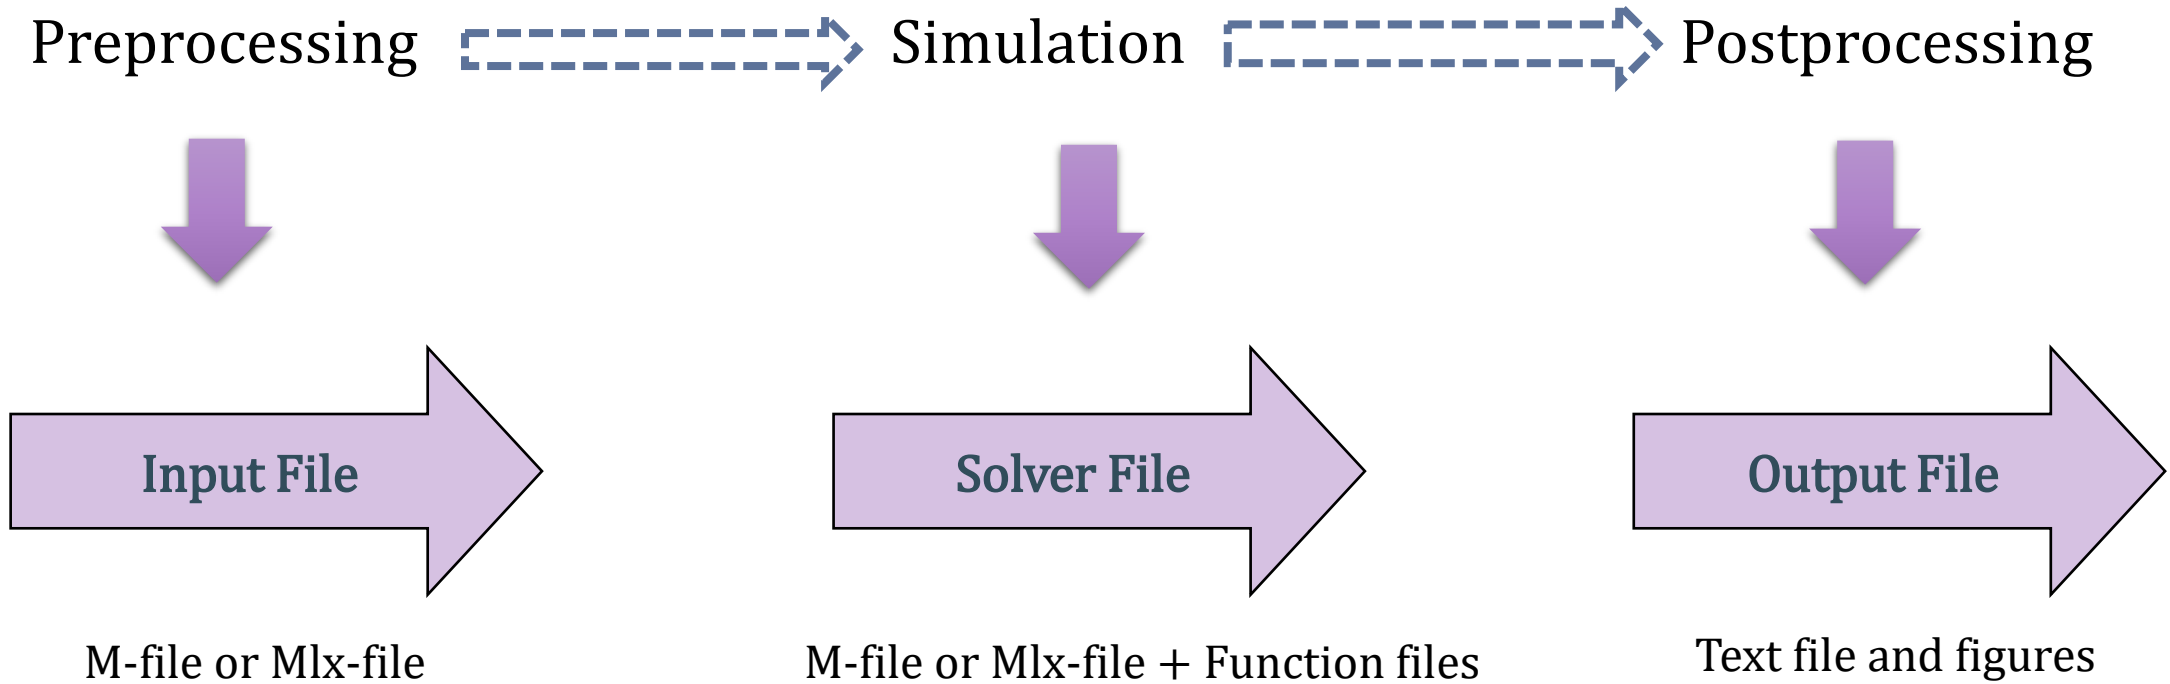 Preprocessing
Simulation
Postprocessing
Input File
Solver File
Output File
M-file or Mlx-file
M-file or Mlx-file + Function files
Text file and figures